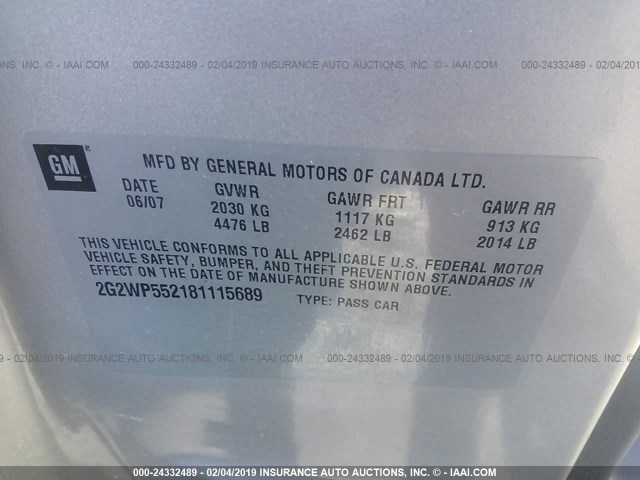 INC. © - IAAI.COM 000-24332489 - 02/04/2019 INSURANCE AUTO AUCTIONS, INC. © - IAAI.COM 000-24332489 - 02/04/2019
GM
MFD BY GENERAL MOTORS OF CANADA LTD.
DATE GVWR GAWR FRT GAWR RR
06/07 2030 KG 1117 KG 913 KG
4476 LB 2462 LB 2014 LB
THIS VEHICLE CONFORMS TO ALL APPLICABLE U.S. FEDERAL MOTOR
VEHICLE SAFETY, BUMPER, AND THEFT PREVENTION STANDARDS IN
EFFECT ON THE DATE OF MANUFACTURE SHOWN ABOVE.
2G2WP552181115689 TYPE: PASS CAR
- 02/04/2019 INSURANCE AUTO AUCTIONS, INC. © - IAAI.COM 000-24332489 - 02/04/2019 INSURANCE AUTO AUCTIONS, INC. ©
000-24332489 - 02/04/2019 INSURANCE AUTO AUCTIONS, INC. © - IAAI.COM